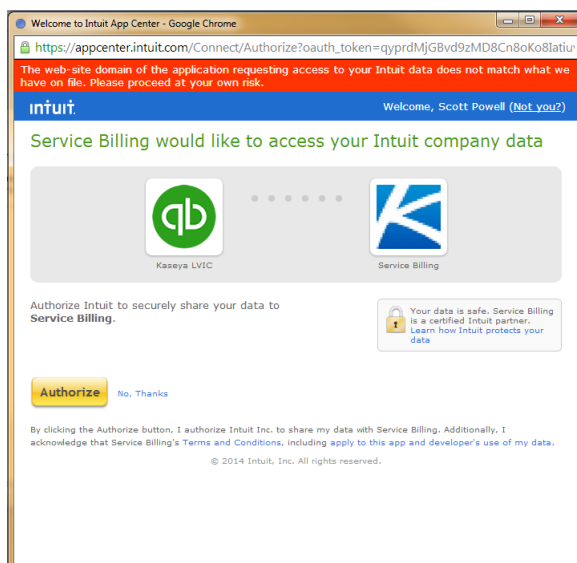 Welcome to Intuit App Center - Google Chrome
https://appcenter.intuit.com/Connect/Authorize?oauth_token=qyprdMjGBvd9zMD8Cn8oKo8Iatiu
The web-site domain of the application requesting access to your Intuit data does not match what we
have on file. Please proceed at your own risk.
intuit.
Welcome, Scott Powell (Not you?)
Service Billing would like to access your Intuit company data
qb
K
Kaseya LVIC
Service Billing
Authorize Intuit to securely share your data to
Service Billing.
Your data is safe. Service Billing
is a certified Intuit partner.
Learn how Intuit protects your
data
Authorize
No, Thanks
By clicking the Authorize button, I authorize Intuit Inc. to share my data with Service Billing. Additionally, I
acknowledge that Service Billing's Terms and Conditions, including apply to this app and developer's use of my data.
© 2014 Intuit, Inc. All rights reserved.